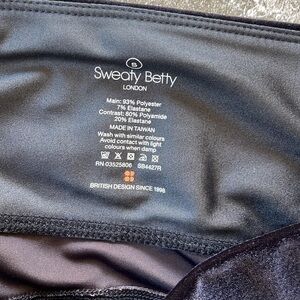 S
Sweaty Betty
LONDON
Main: 93% Polyester
7% Elastane
Contrast: 80% Polyamide
20% Elastane
MADE IN TAIWAN
Wash with similar colours
Avoid contact with light
colours when damp
RN 03525806 SB4427R
BRITISH DESIGN SINCE 1998